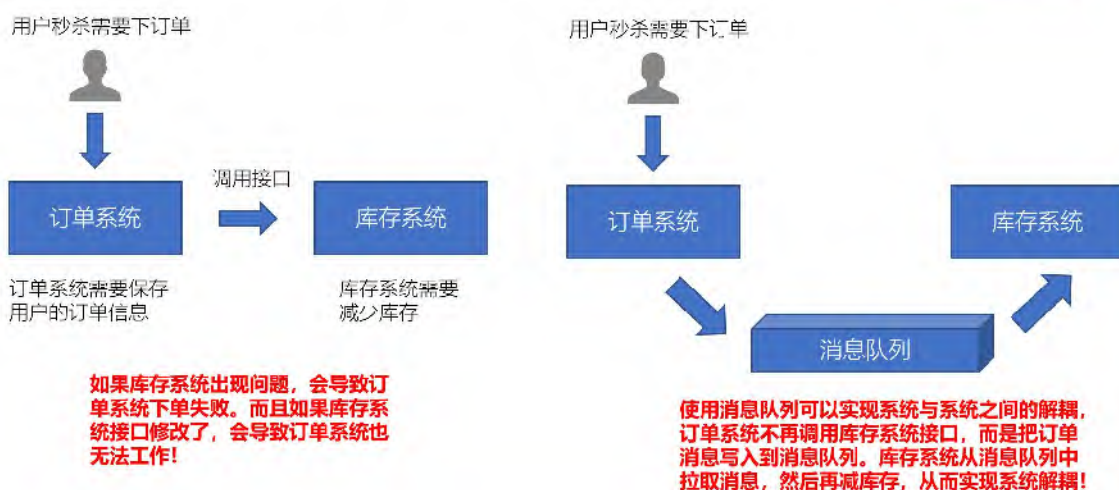 用户秒杀需要下订单
调用接口
订单系统
库存系统
订单系统需要保存
用户的订单信息
库存系统需要
减少库存
如果库存系统出现问题，会导致订
单系统下单失败。而且如果库存系
统接口修改了，会导致订单系统也
无法工作！
用户秒杀需要下订单
订单系统
库存系统
消息队列
使用消息队列可以实现系统与系统之间的解耦，
订单系统不再调用库存系统接口，而是把订单
消息写入到消息队列。库存系统从消息队列中
拉取消息，然后再减库存，从而实现系统解耦！